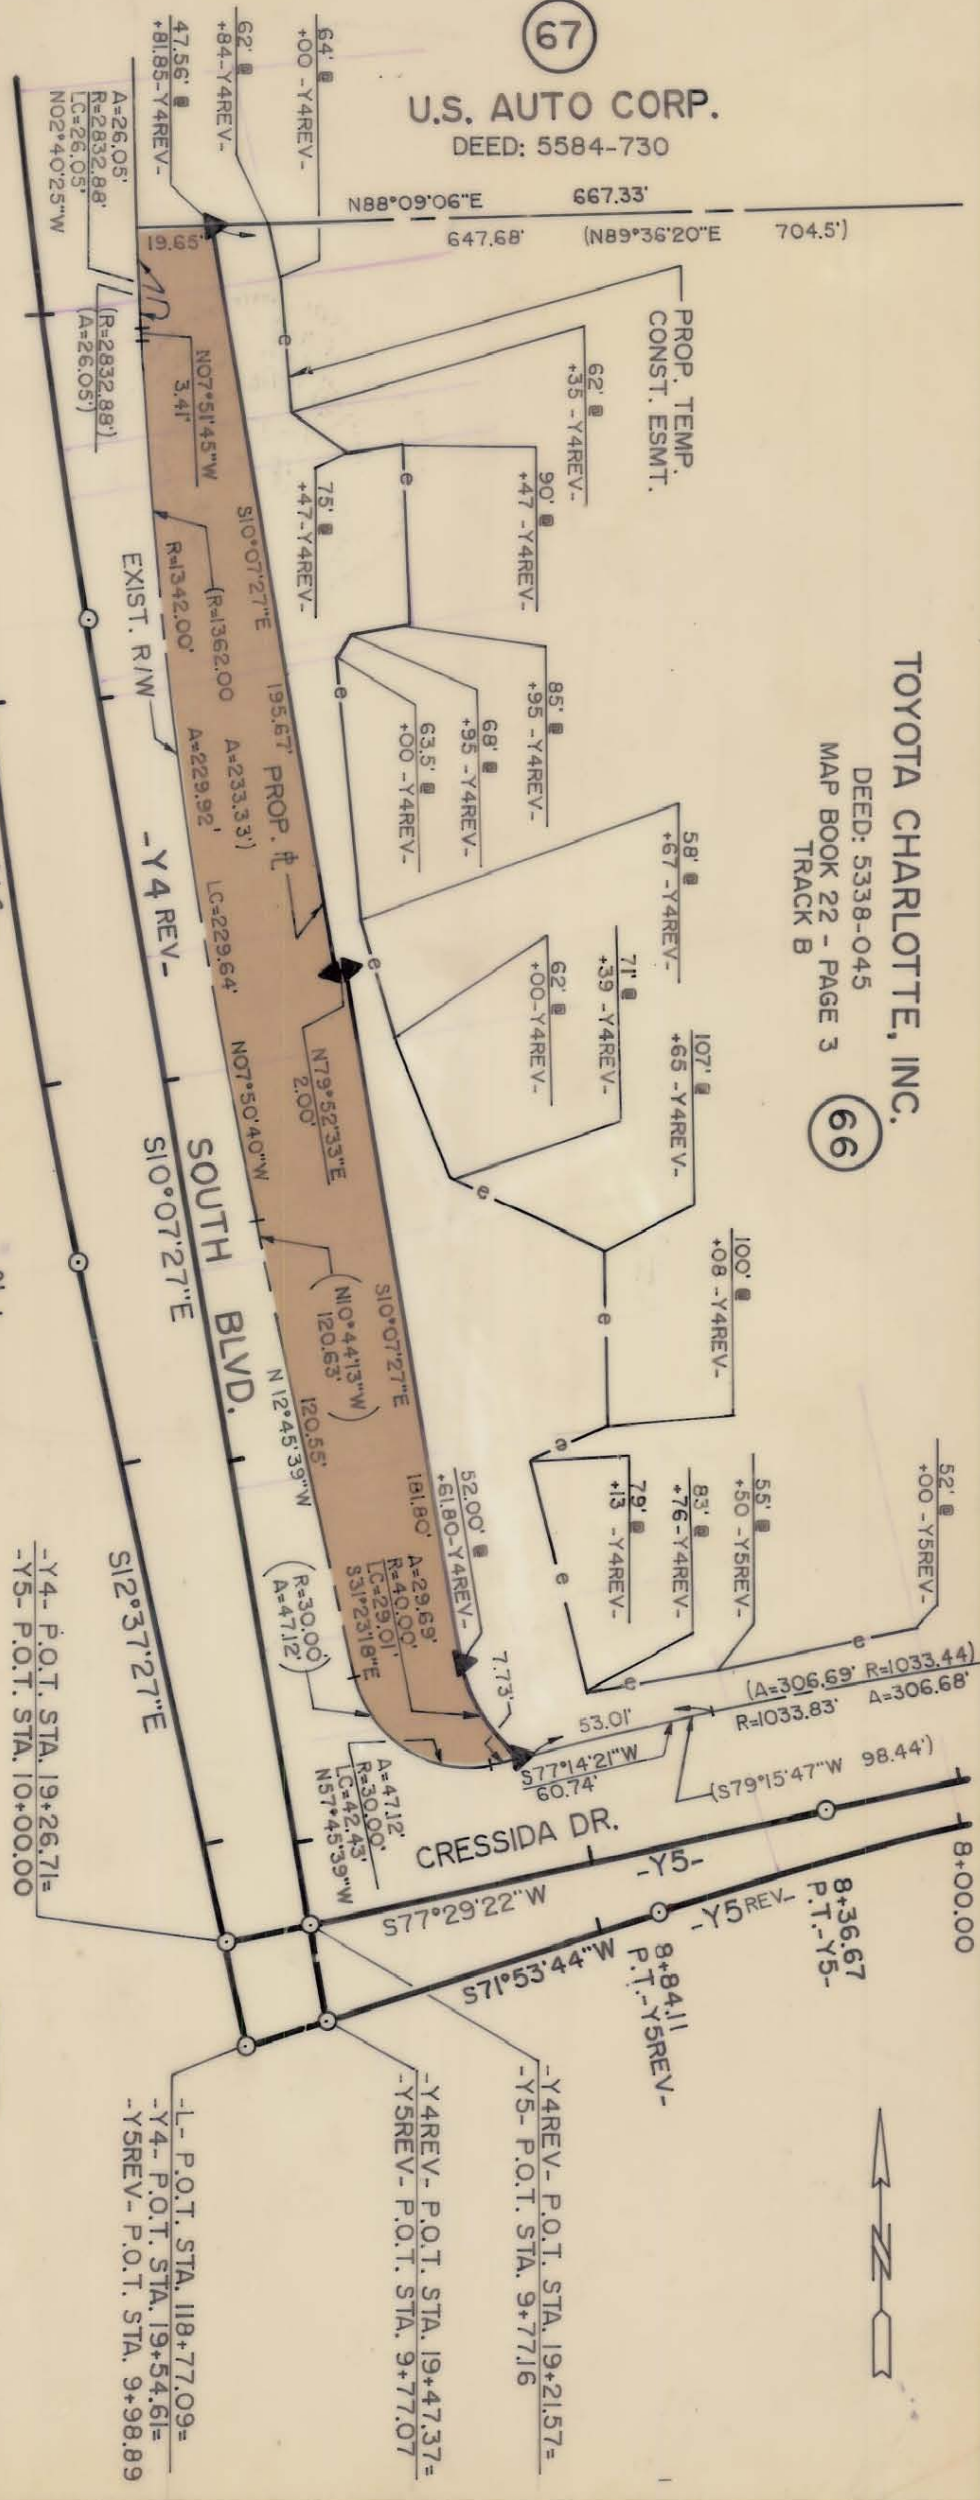 67
U.S. AUTO CORP.
DEED: 5584-730
N88°09'06"E 667.33'
647.68' (N89°36'20"E 704.5')
64' @
+00 -Y4REV-
62' @
+84-Y4REV-
47.56' @
+81.85-Y4REV-
A=26.05'
R=2832.88'
LC=26.05'
N02°40'25"W
19.65'
(R=2832.88')
(A=26.05')
N07°51'45"W
3.41'
PROP. TEMP.
CONST. ESMT.
62' @
+35 -Y4REV-
90' @
+47 -Y4REV-
75' @
+47-Y4REV-
85' @
+95 -Y4REV-
68' @
+95 -Y4REV-
63.5' @
+00 -Y4REV-
58' @
+67 -Y4REV-
62' @
+00-Y4REV-
71' @
+39 -Y4REV-
107' @
+65 -Y4REV-
100' @
+08 -Y4REV-
79' @
+13 -Y4REV-
83' @
+76-Y4REV-
55' @
+50 -Y5REV-
52' @
+00 -Y5REV-
e
e
e
e
e
e
e
e
e
e
e
TOYOTA CHARLOTTE, INC.
DEED: 5338-045
MAP BOOK 22 - PAGE 3
TRACK B
66
S10°07'27"E 195.67' PROP. ℄
(R=1362.00 A=233.33')
R=1342.00' A=229.92' LC=229.64' N07°50'40"W
EXIST. R/W
N79°52'33"E
2.00'
(N10°44'13"W
120.63')
120.55'
N 12°45'39"W
S10°07'27"E 181.80'
52.00' @
+61.80-Y4REV-
A=29.69'
R=40.00'
LC=29.01'
S31°23'18"E
(R=30.00')
(A=47.12')
7.73'
53.01'
S77°14'21"W
60.74'
(A=306.69' R=1033.44)
R=1033.83' A=306.68'
(S79°15'47"W 98.44')
A=47.12'
R=30.00'
LC=42.43'
N57°45'39"W
-Y4 REV-
SOUTH BLVD.
S10°07'27"E
S12°37'27"E
CRESSIDA DR.
-Y5-
S77°29'22"W
-Y5REV-
S71°53'44"W
8+00.00
8+36.67
P.T.-Y5-
8+84.11
P.T.-Y5REV-
-Y4- P.O.T. STA. 19+26.71=
-Y5- P.O.T. STA. 10+00.00
-Y4REV- P.O.T. STA. 19+21.57=
-Y5- P.O.T. STA. 9+77.16
-Y4REV- P.O.T. STA. 19+47.37=
-Y5REV- P.O.T. STA. 9+77.07
-L- P.O.T. STA. 118+77.09=
-Y4- P.O.T. STA. 19+54.61=
-Y5REV- P.O.T. STA. 9+98.89
N